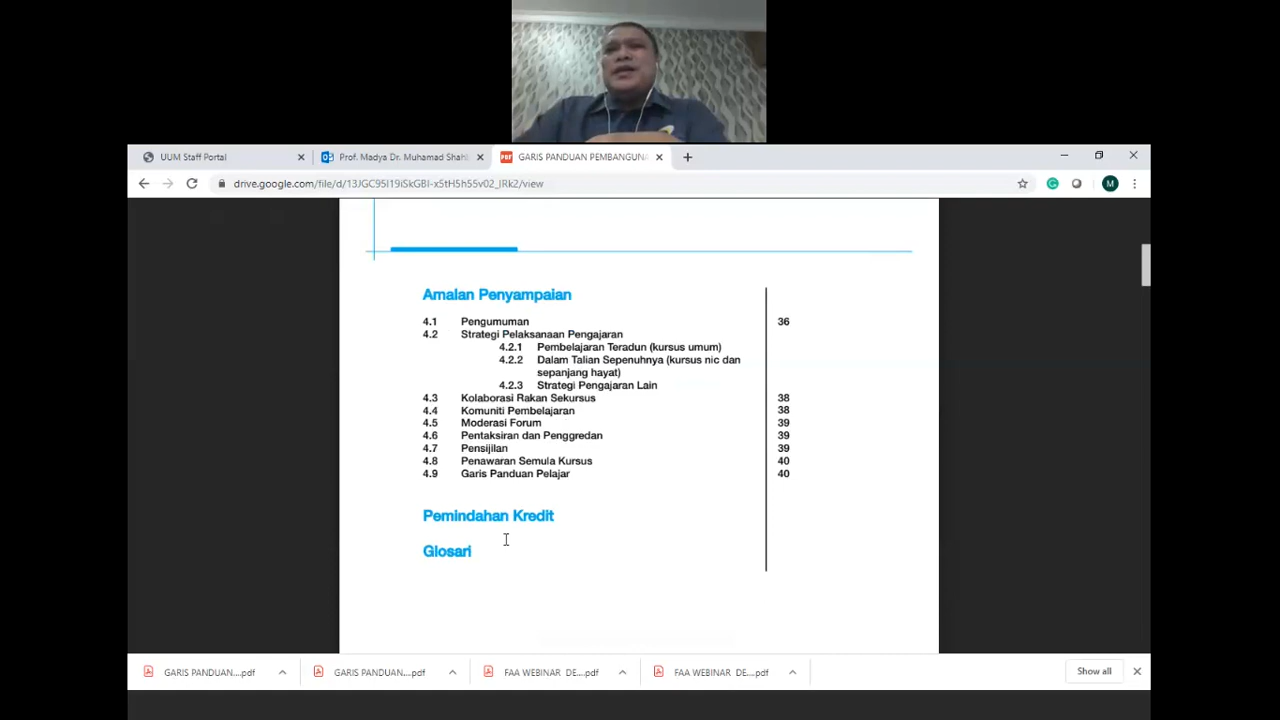 UUM Staff Portal
Prof. Madya Dr. Muhamad Shahb
GARIS PANDUAN PEMBANGUNA
drive.google.com/file/d/13JGC95I19iSkGBI-x5tH5h55v02_IRk2/view
M
Amalan Penyampaian
4.1 Pengumuman 36
4.2 Strategi Pelaksanaan Pengajaran
4.2.1 Pembelajaran Teradun (kursus umum)
4.2.2 Dalam Talian Sepenuhnya (kursus nic dan
sepanjang hayat)
4.2.3 Strategi Pengajaran Lain
4.3 Kolaborasi Rakan Sekursus 38
4.4 Komuniti Pembelajaran 38
4.5 Moderasi Forum 39
4.6 Pentaksiran dan Penggredan 39
4.7 Pensijilan 39
4.8 Penawaran Semula Kursus 40
4.9 Garis Panduan Pelajar 40
Pemindahan Kredit
Glosari
GARIS PANDUAN....pdf
GARIS PANDUAN....pdf
FAA WEBINAR DE....pdf
FAA WEBINAR DE....pdf
Show all